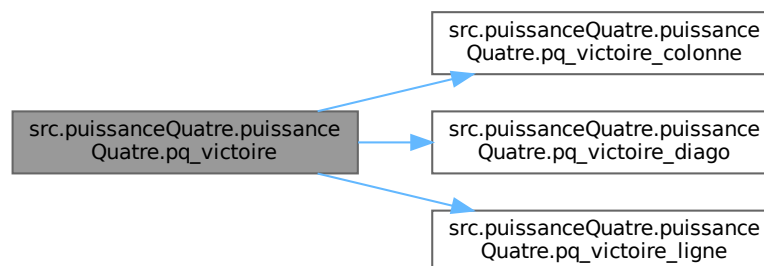 src.puissanceQuatre.puissance
Quatre.pq_victoire_colonne
src.puissanceQuatre.puissance
Quatre.pq_victoire
src.puissanceQuatre.puissance
Quatre.pq_victoire_diago
src.puissanceQuatre.puissance
Quatre.pq_victoire_ligne